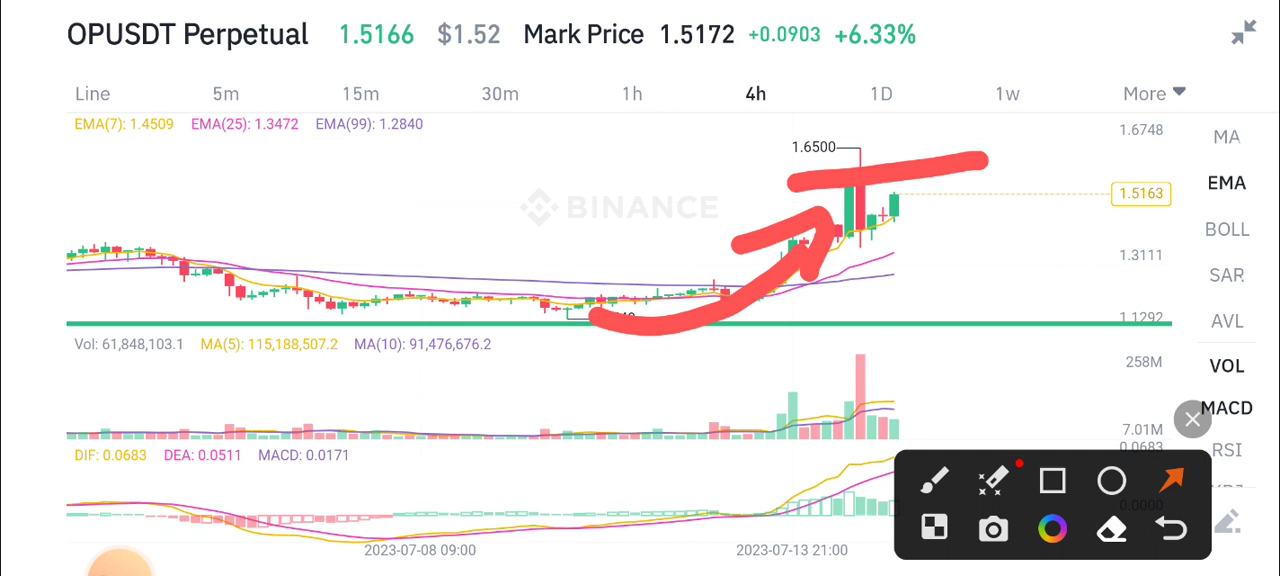 OPUSDT Perpetual 1.5166 $1.52 Mark Price 1.5172 +0.0903 +6.33%
Line 5m 15m 30m 1h 4h 1D 1w More
EMA(7): 1.4509 EMA(25): 1.3472 EMA(99): 1.2840
1.6748
MA
1.6500
EMA
1.5163
BINANCE
BOLL
1.3111
SAR
1.1292
AVL
Vol: 61,848,103.1 MA(5): 115,188,507.2 MA(10): 91,476,676.2
258M
VOL
MACD
7.01M
DIF: 0.0683 DEA: 0.0511 MACD: 0.0171
0.0683
RSI
0.0000
2023-07-08 09:00 2023-07-13 21:00